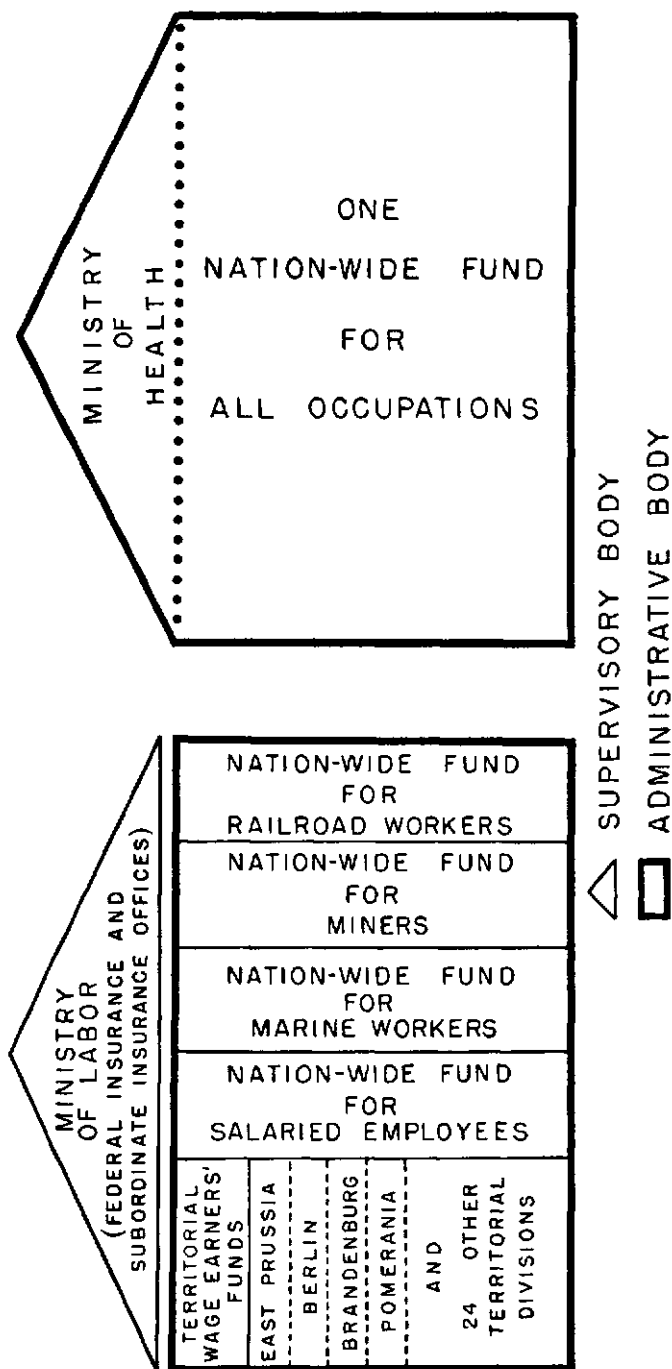 MINISTRY
OF LABOR
(FEDERAL INSURANCE AND
SUBORDINATE INSURANCE OFFICES)
TERRITORIAL
WAGE EARNERS'
FUNDS
EAST PRUSSIA
BERLIN
BRANDENBURG
POMERANIA
AND
24 OTHER
TERRITORIAL
DIVISIONS
NATION-WIDE FUND
FOR
SALARIED EMPLOYEES
NATION-WIDE FUND
FOR
MARINE WORKERS
NATION-WIDE FUND
FOR
MINERS
NATION-WIDE FUND
FOR
RAILROAD WORKERS
MINISTRY
OF
HEALTH
ONE
NATION-WIDE FUND
FOR
ALL OCCUPATIONS
SUPERVISORY BODY
ADMINISTRATIVE BODY